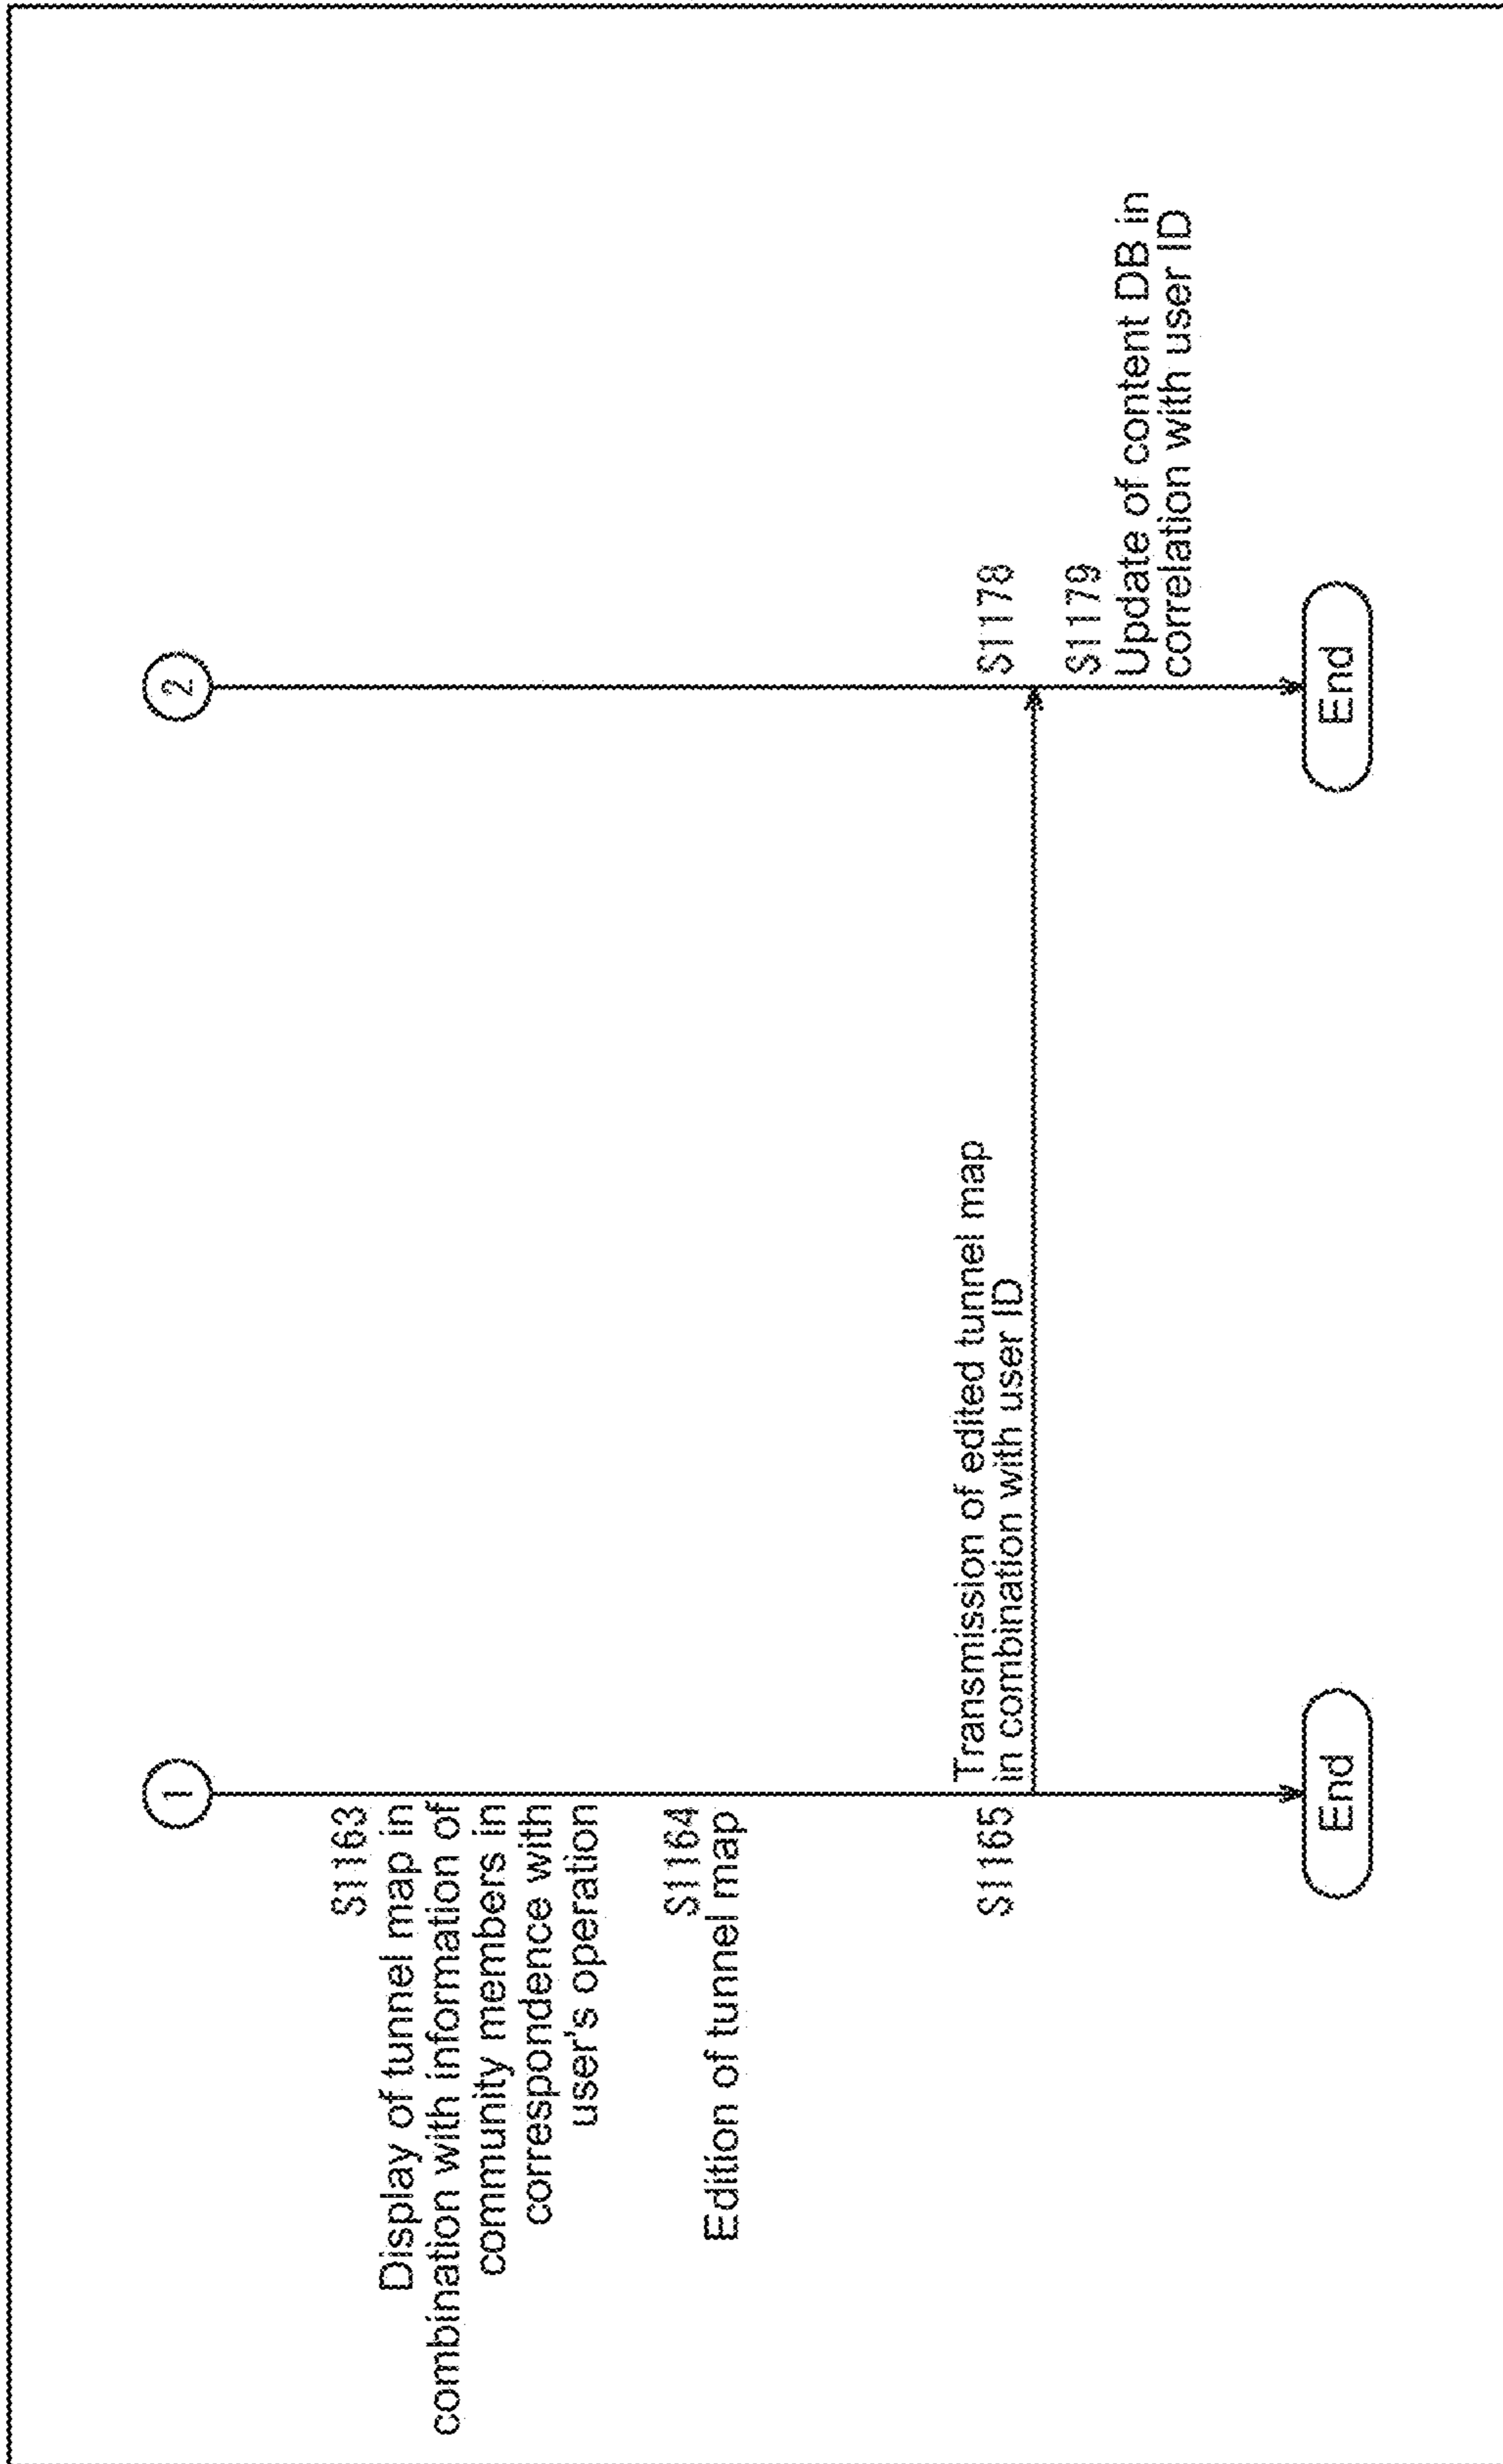 1
S1163
Display of tunnel map in
combination with information of
community members in
correspondence with
user's operation
S1164
Edition of tunnel map
S1165
Transmission of edited tunnel map
in combination with user ID
End
2
S1178
S1179
Update of content DB in
correlation with user ID
End